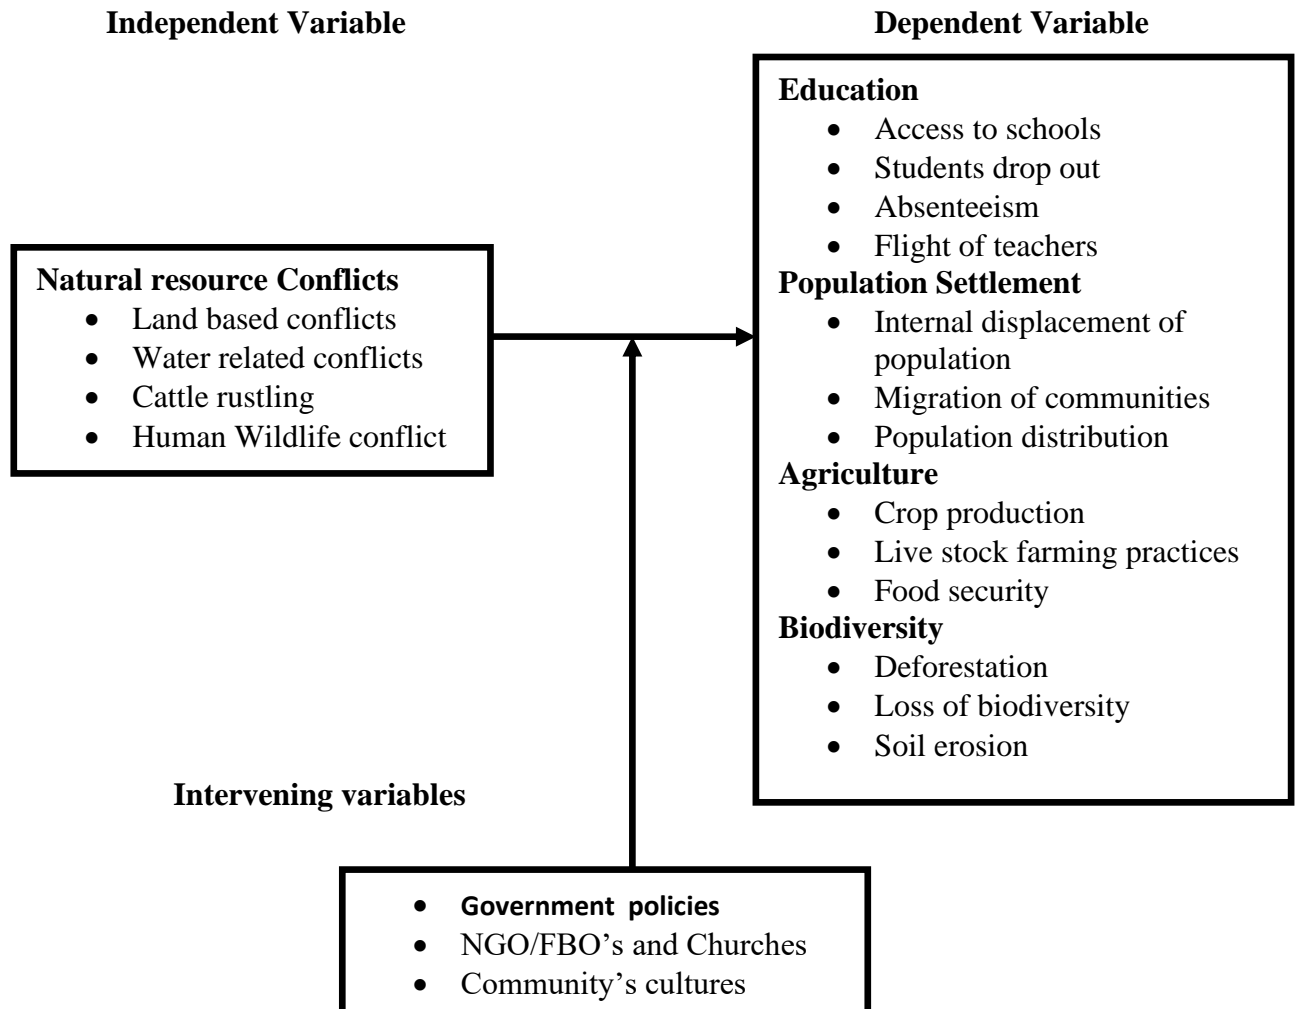 Independent Variable
Dependent Variable
Natural resource Conflicts
• Land based conflicts
• Water related conflicts
• Cattle rustling
• Human Wildlife conflict
Education
• Access to schools
• Students drop out
• Absenteeism
• Flight of teachers
Population Settlement
• Internal displacement of
population
• Migration of communities
• Population distribution
Agriculture
• Crop production
• Live stock farming practices
• Food security
Biodiversity
• Deforestation
• Loss of biodiversity
• Soil erosion
Intervening variables
• Government policies
• NGO/FBO’s and Churches
• Community’s cultures